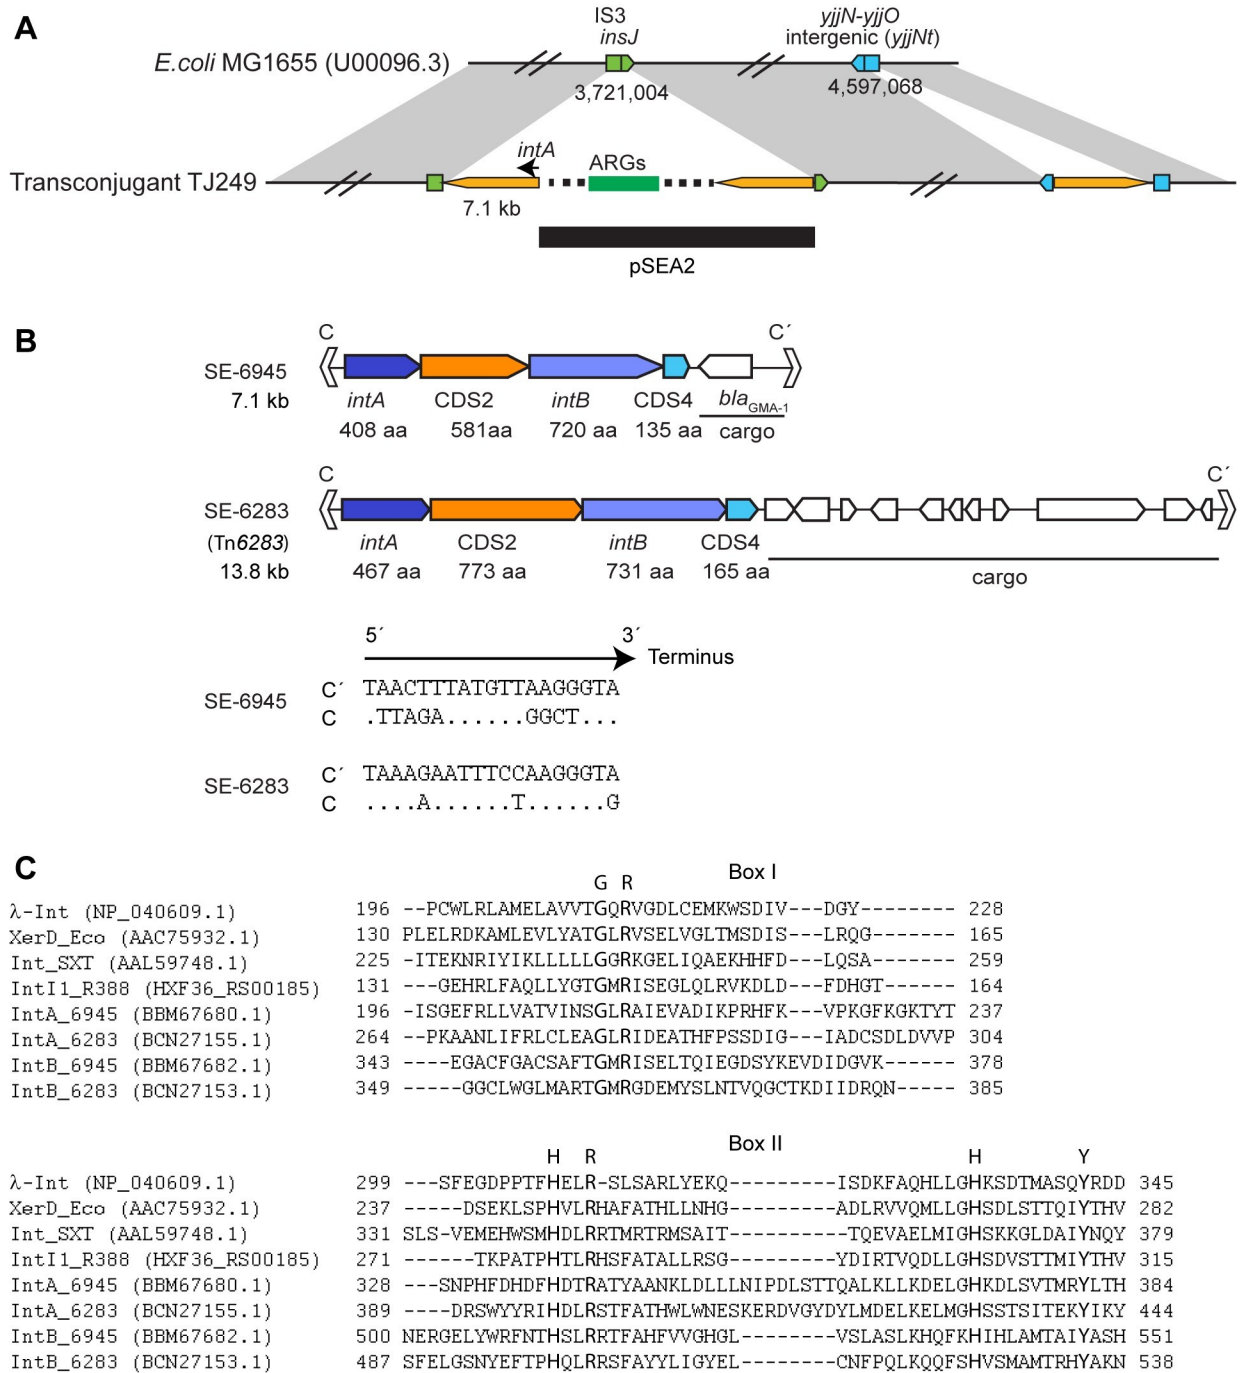 A
IS3
insJ
yjjN-yjjO
intergenic (yjjNt)
E.coli MG1655 (U00096.3)
3,721,004
4,597,068
intA
ARGs
Transconjugant TJ249
7.1 kb
pSEA2
B
C C´
SE-6945
7.1 kb
intA CDS2 intB CDS4 blaGMA-1
408 aa 581aa 720 aa 135 aa cargo
C C´
SE-6283
(Tn6283)
13.8 kb
intA CDS2 intB CDS4
467 aa 773 aa 731 aa 165 aa cargo
5´ 3´
Terminus
SE-6945
C´ TAACTTTATGTTAAGGGTA
C .TTAGA......GGCT...
SE-6283
C´ TAAAGAATTTCCAAGGGTA
C ....A......T......G
C
G R Box I
λ-Int (NP_040609.1) 196 --PCWLRLAMELAVVTGQRVGDLCEMKWSDIV---DGY-------- 228
XerD_Eco (AAC75932.1) 130 PLELRDKAMLEVLYATGLRVSELVGLTMSDIS---LRQG------- 165
Int_SXT (AAL59748.1) 225 -ITEKNRIYIKLLLLLGGRKGELIQAEKHHFD---LQSA------- 259
IntI1_R388 (HXF36_RS00185) 131 ---GEHRLFAQLLYGTGMRISEGLQLRVKDLD---FDHGT------ 164
IntA_6945 (BBM67680.1) 196 -ISGEFRLLVATVINSGLRAIEVADIKPRHFK---VPKGFKGKTYT 237
IntA_6283 (BCN27155.1) 264 --PKAANLIFRLCLEAGLRIDEATHFPSSDIG---IADCSDLDVVP 304
IntB_6945 (BBM67682.1) 343 ----EGACFGACSAFTGMRISELTQIEGDSYKEVDIDGVK------ 378
IntB_6283 (BCN27153.1) 349 -----GGCLWGLMARTGMRGDEMYSLNTVQGCTKDIIDRQN----- 385
H R Box II H Y
λ-Int (NP_040609.1) 299 ---SFEGDPPTFHELR-SLSARLYEKQ---------ISDKFAQHLLGHKSDTMASQYRDD 345
XerD_Eco (AAC75932.1) 237 -----DSEKLSPHVLRHAFATHLLNHG---------ADLRVVQMLLGHSDLSTTQIYTHV 282
Int_SXT (AAL59748.1) 331 SLS-VEMEHWSMHDLRRTMRTRMSAIT---------TQEVAELMIGHSKKGLDAIYNQY 379
IntI1_R388 (HXF36_RS00185) 271 ------TKPATPHTLRHSFATALLRSG---------YDIRTVQDLLGHSDVSTTMIYTHV 315
IntA_6945 (BBM67680.1) 328 ---SNPHFDHDFHDTRATYAANKLDLLLNIPDLSTTQALKLLKDELGHKDLSVTMRYLTH 384
IntA_6283 (BCN27155.1) 389 ----DRSWYYRIHDLRSTFATHWLWNESKERDVGYDYLMDELKELMGHSSTSITEKYIKY 444
IntB_6945 (BBM67682.1) 500 NERGELYWRFNTHSLRRTFAHFVVGHGL--------VSLASLKHQFKHIHLAMTAIYASH 551
IntB_6283 (BCN27153.1) 487 SFELGSNYEFTPHQLRRSFAYYLIGYEL--------CNFPQLKQQFSHVSMAMTRHYAKN 538